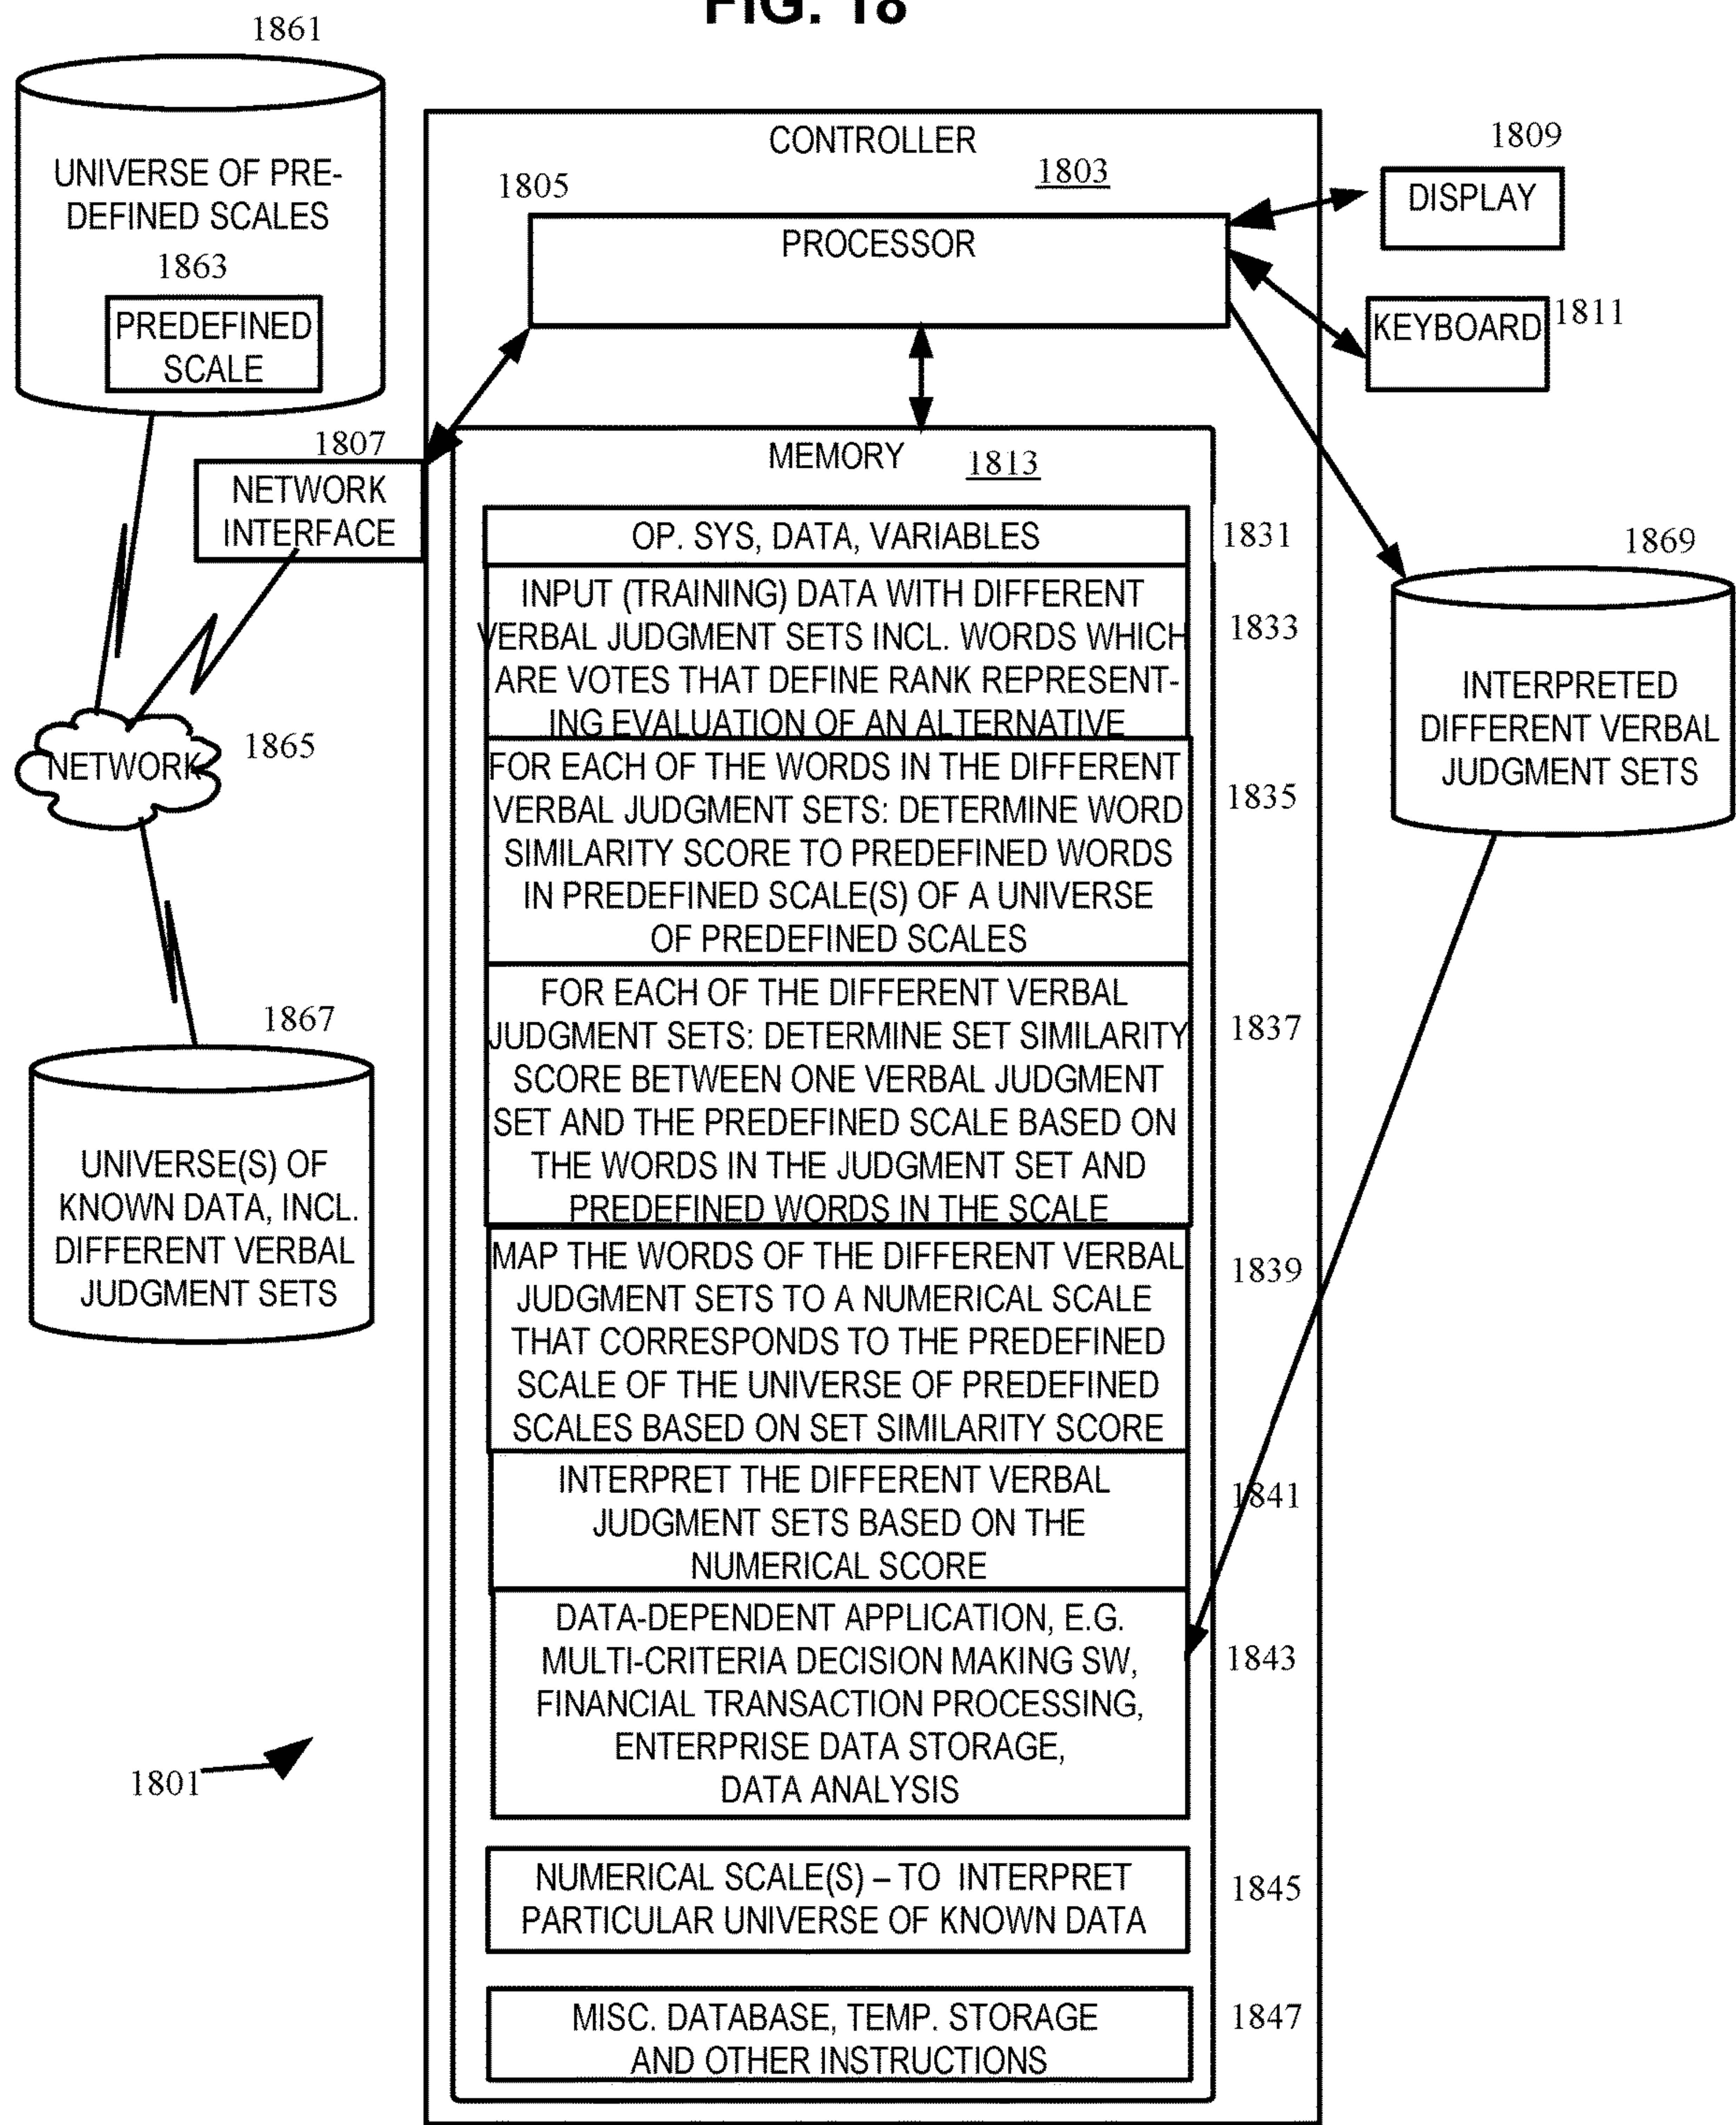 FIG. 18
1861
UNIVERSE OF PRE-
DEFINED SCALES
1863
PREDEFINED
SCALE
CONTROLLER
1803
1805
PROCESSOR
1809
DISPLAY
KEYBOARD
1811
1807
NETWORK
INTERFACE
MEMORY 1813
OP. SYS, DATA, VARIABLES
1831
INPUT (TRAINING) DATA WITH DIFFERENT
VERBAL JUDGMENT SETS INCL. WORDS WHICH
ARE VOTES THAT DEFINE RANK REPRESENT-
ING EVALUATION OF AN ALTERNATIVE
1833
FOR EACH OF THE WORDS IN THE DIFFERENT
VERBAL JUDGMENT SETS: DETERMINE WORD
SIMILARITY SCORE TO PREDEFINED WORDS
IN PREDEFINED SCALE(S) OF A UNIVERSE
OF PREDEFINED SCALES
1835
FOR EACH OF THE DIFFERENT VERBAL
JUDGMENT SETS: DETERMINE SET SIMILARITY
SCORE BETWEEN ONE VERBAL JUDGMENT
SET AND THE PREDEFINED SCALE BASED ON
THE WORDS IN THE JUDGMENT SET AND
PREDEFINED WORDS IN THE SCALE
1837
MAP THE WORDS OF THE DIFFERENT VERBAL
JUDGMENT SETS TO A NUMERICAL SCALE
THAT CORRESPONDS TO THE PREDEFINED
SCALE OF THE UNIVERSE OF PREDEFINED
SCALES BASED ON SET SIMILARITY SCORE
1839
INTERPRET THE DIFFERENT VERBAL
JUDGMENT SETS BASED ON THE
NUMERICAL SCORE
1841
DATA-DEPENDENT APPLICATION, E.G.
MULTI-CRITERIA DECISION MAKING SW,
FINANCIAL TRANSACTION PROCESSING,
ENTERPRISE DATA STORAGE,
DATA ANALYSIS
1843
NUMERICAL SCALE(S) – TO INTERPRET
PARTICULAR UNIVERSE OF KNOWN DATA
1845
MISC. DATABASE, TEMP. STORAGE
AND OTHER INSTRUCTIONS
1847
1869
INTERPRETED
DIFFERENT VERBAL
JUDGMENT SETS
NETWORK
1865
1867
UNIVERSE(S) OF
KNOWN DATA, INCL.
DIFFERENT VERBAL
JUDGMENT SETS
1801